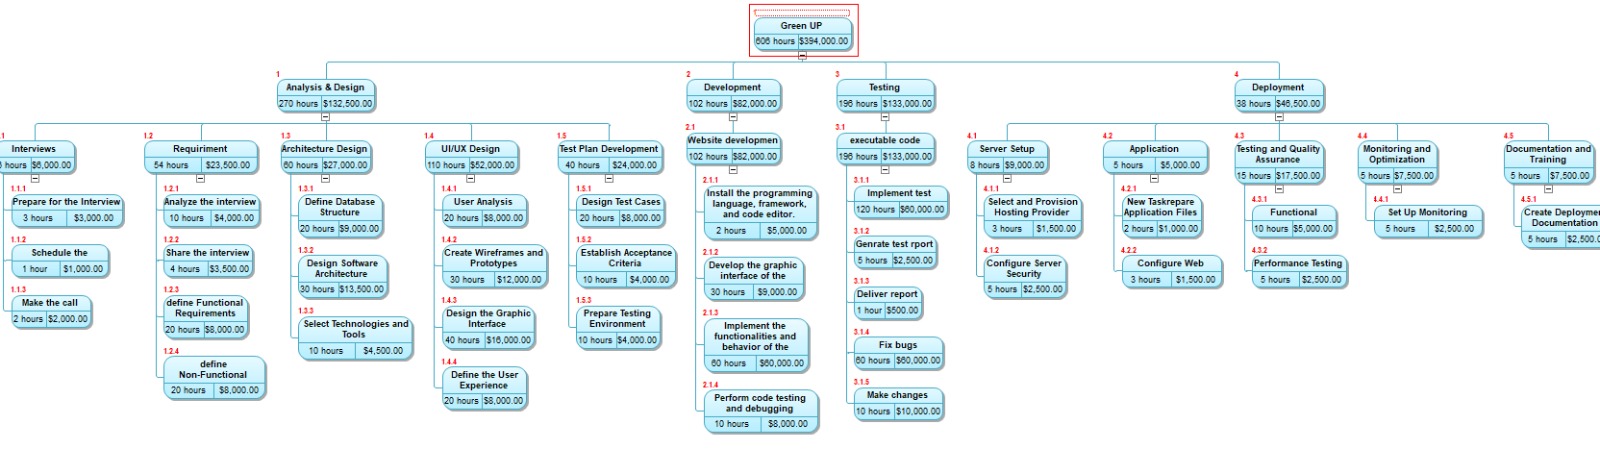 Green UP
606 hours $394,000.00
1
Analysis & Design
270 hours $132,500.00
2
Development
102 hours $82,000.00
3
Testing
196 hours $133,000.00
4
Deployment
38 hours $46,500.00
.1
Interviews
hours $6,000.00
1.1.1
Prepare for the Interview
3 hours $3,000.00
1.1.2
Schedule the
1 hour $1,000.00
1.1.3
Make the call
2 hours $2,000.00
1.2
Requiriment
54 hours $23,500.00
1.2.1
Analyze the interview
10 hours $4,000.00
1.2.2
Share the interview
4 hours $3,500.00
1.2.3
define Functional
Requirements
20 hours $8,000.00
1.2.4
define
Non-Functional
20 hours $8,000.00
1.3
Architecture Design
60 hours $27,000.00
1.3.1
Define Database
Structure
20 hours $9,000.00
1.3.2
Design Software
Architecture
30 hours $13,500.00
1.3.3
Select Technologies and
Tools
10 hours $4,500.00
1.4
UI/UX Design
110 hours $52,000.00
1.4.1
User Analysis
20 hours $8,000.00
1.4.2
Create Wireframes and
Prototypes
30 hours $12,000.00
1.4.3
Design the Graphic
Interface
40 hours $16,000.00
1.4.4
Define the User
Experience
20 hours $8,000.00
1.5
Test Plan Development
40 hours $24,000.00
1.5.1
Design Test Cases
20 hours $8,000.00
1.5.2
Establish Acceptance
Criteria
10 hours $4,000.00
1.5.3
Prepare Testing
Environment
10 hours $4,000.00
2.1
Website developmen
102 hours $82,000.00
2.1.1
Install the programming
language, framework,
and code editor.
2 hours $5,000.00
2.1.2
Develop the graphic
interface of the
30 hours $9,000.00
2.1.3
Implement the
functionalities and
behavior of the
60 hours $60,000.00
2.1.4
Perform code testing
and debugging
10 hours $8,000.00
3.1
executable code
196 hours $133,000.00
3.1.1
Implement test
120 hours $60,000.00
3.1.2
Genrate test rport
5 hours $2,500.00
3.1.3
Deliver report
1 hour $500.00
3.1.4
Fix bugs
60 hours $60,000.00
3.1.5
Make changes
10 hours $10,000.00
4.1
Server Setup
8 hours $9,000.00
4.1.1
Select and Provision
Hosting Provider
3 hours $1,500.00
4.1.2
Configure Server
Security
5 hours $2,500.00
4.2
Application
5 hours $5,000.00
4.2.1
New Taskrepare
Application Files
2 hours $1,000.00
4.2.2
Configure Web
3 hours $1,500.00
4.3
Testing and Quality
Assurance
15 hours $17,500.00
4.3.1
Functional
10 hours $5,000.00
4.3.2
Performance Testing
5 hours $2,500.00
4.4
Monitoring and
Optimization
5 hours $7,500.00
4.4.1
Set Up Monitoring
5 hours $2,500.00
4.5
Documentation and
Training
5 hours $7,500.00
4.5.1
Create Deployme
Documentation
5 hours $2,500.0